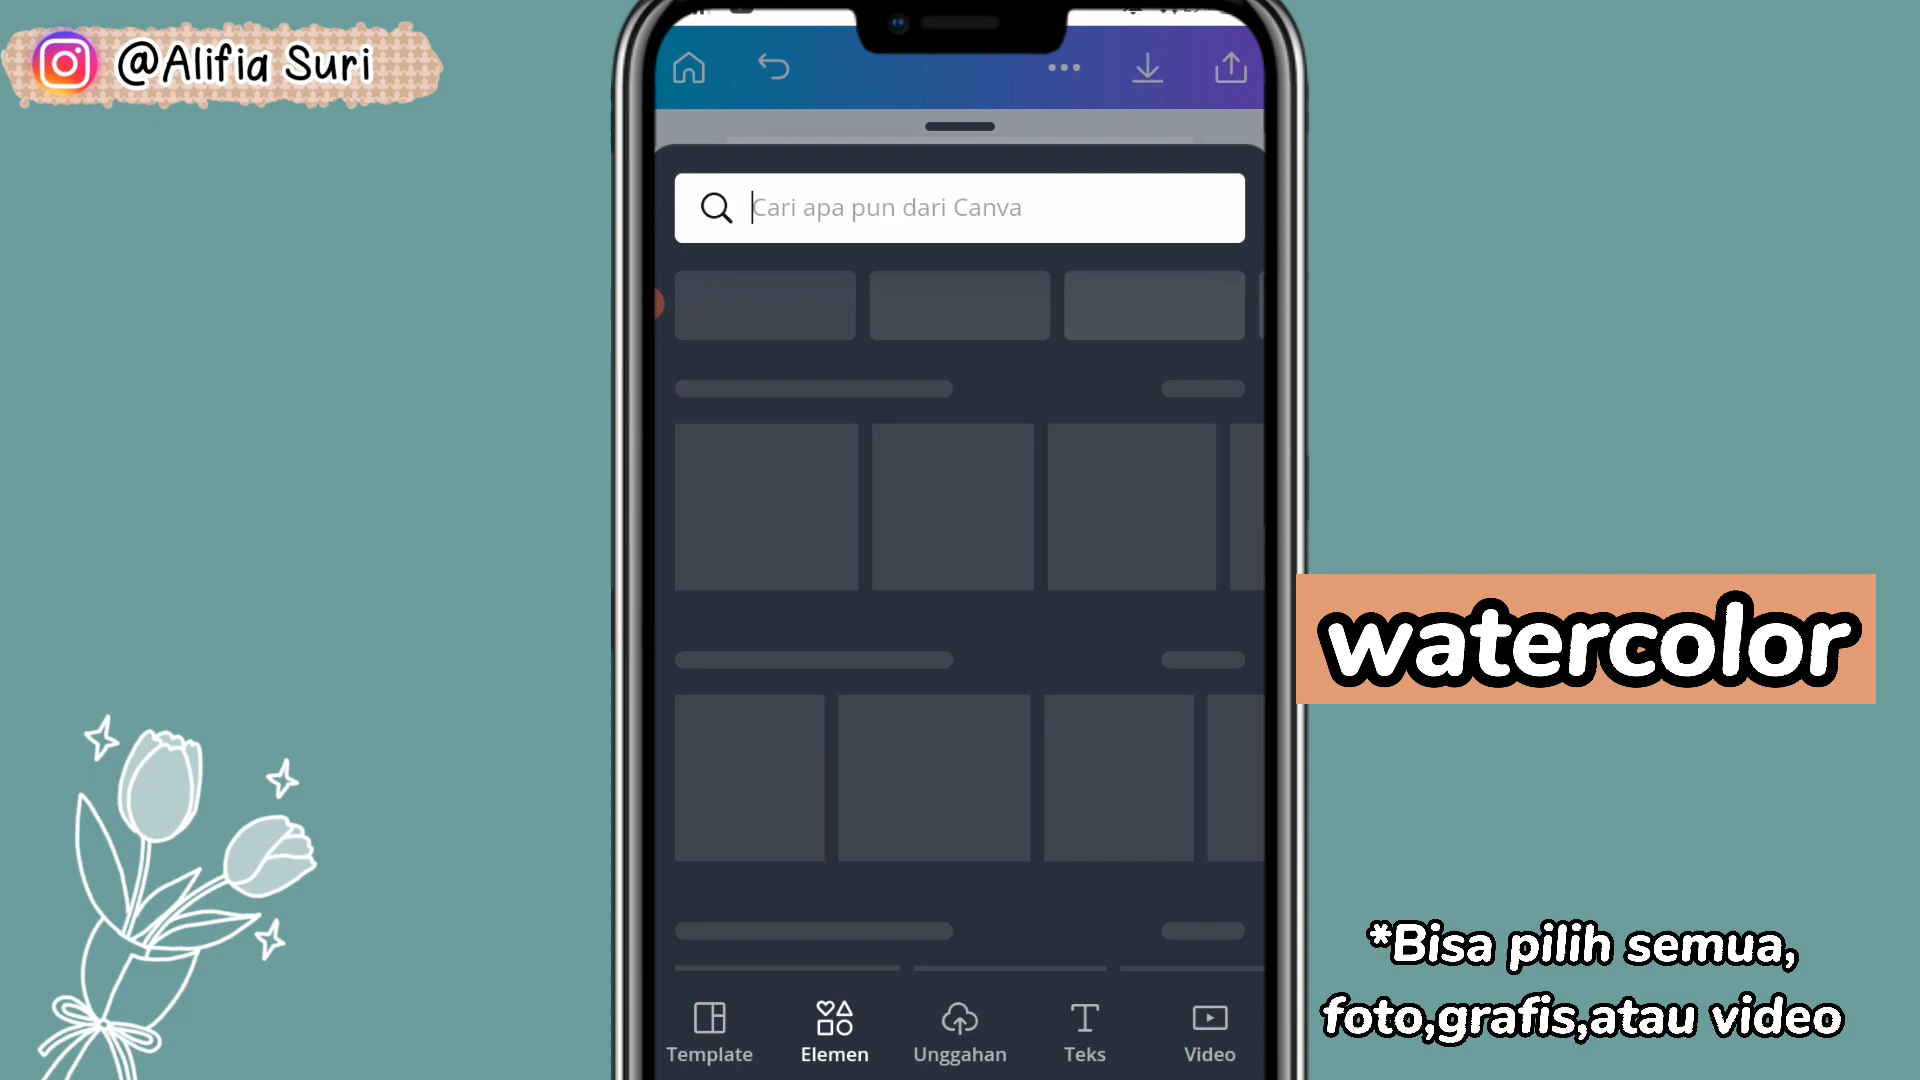 @Alifia Suri
Cari apa pun dari Canva
watercolor
*Bisa pilih semua,
foto,grafis,atau video
Template
Elemen
Unggahan
Teks
Video